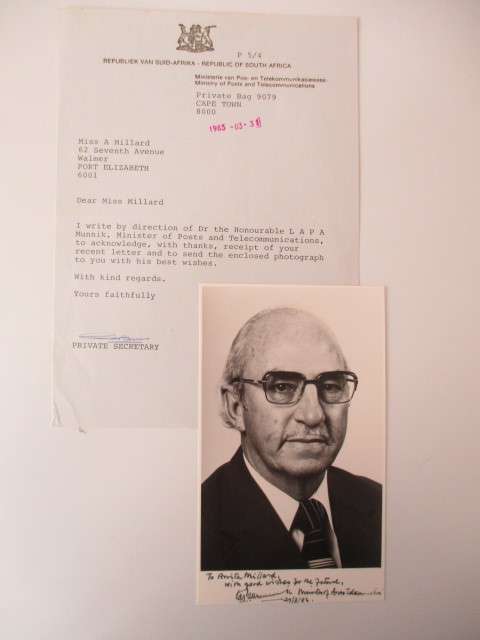 P 5/4
REPUBLIEK VAN SUID-AFRIKA - REPUBLIC OF SOUTH AFRICA
Ministerie van Pos- en Telekommunikasiewese
Ministry of Posts and Telecommunications
Private Bag 9079
CAPE TOWN
8000
1985 -03-
Miss A Millard
62 Seventh Avenue
Walmer
PORT ELIZABETH
6001
Dear Miss Millard
I write by direction of Dr the Honourable L A P A
Munnik, Minister of Posts and Telecommunications,
to acknowledge, with thanks, receipt of your
recent letter and to send the enclosed photograph
to you with his best wishes.
With kind regards.
Yours faithfully
PRIVATE SECRETARY
To Anita Millard,
with good wishes for the future,